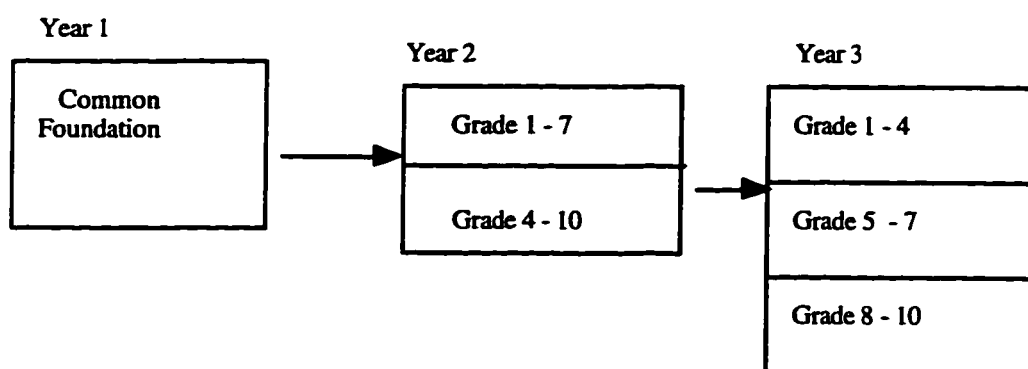 Year 1
Common
Foundation
Year 2
Grade 1 - 7
Grade 4 - 10
Year 3
Grade 1 - 4
Grade 5 - 7
Grade 8 - 10